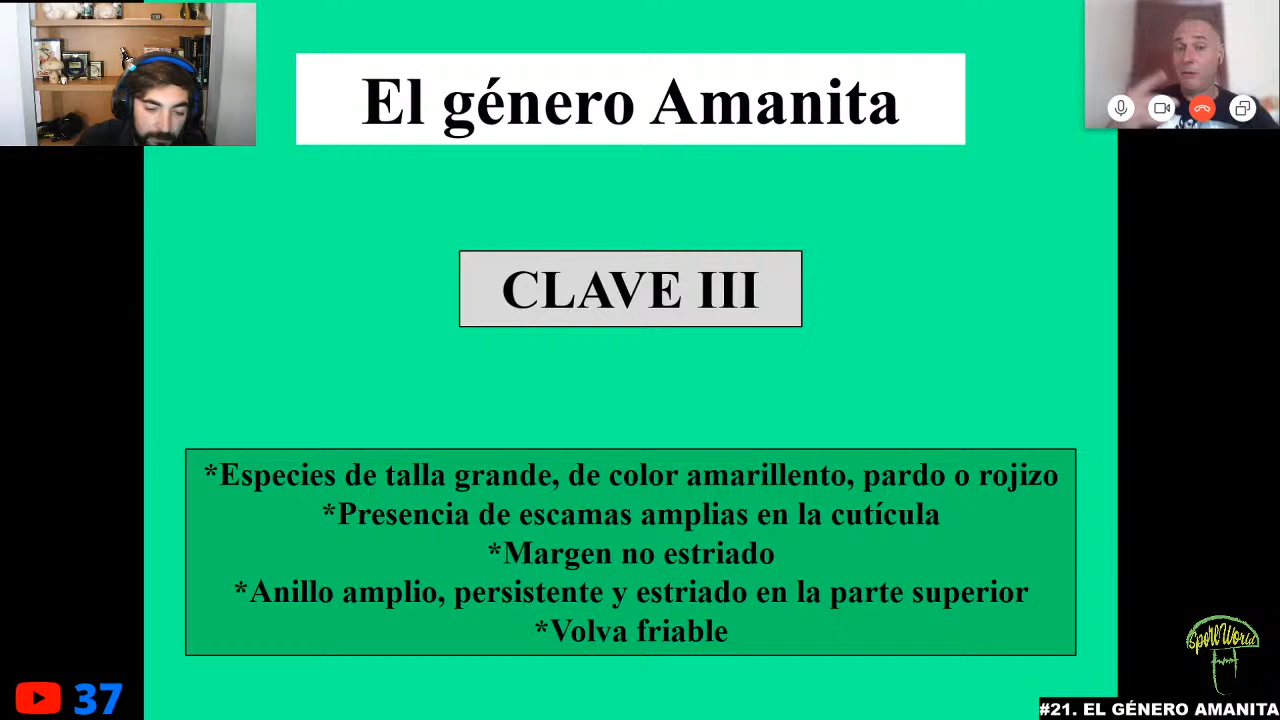 El género Amanita
CLAVE III
*Especies de talla grande, de color amarillento, pardo o rojizo
*Presencia de escamas amplias en la cutícula
*Margen no estriado
*Anillo amplio, persistente y estriado en la parte superior
*Volva friable
SporeWorld
37
#21. EL GÉNERO AMANITA